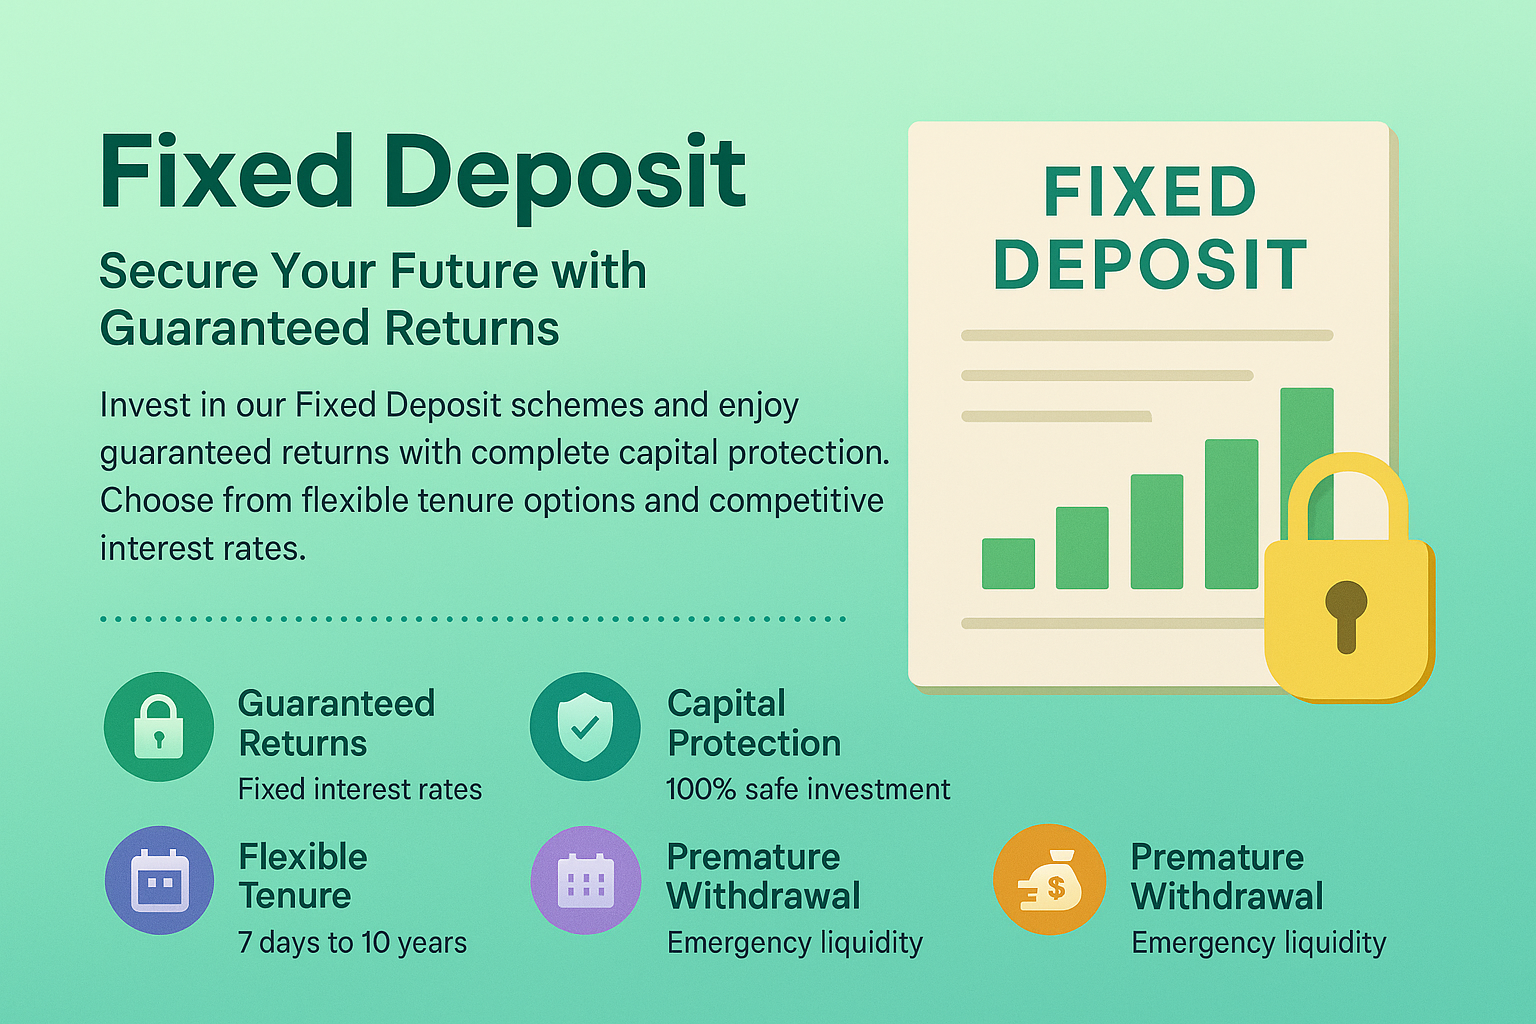 Fixed Deposit
Secure Your Future with
Guaranteed Returns
Invest in our Fixed Deposit schemes and enjoy
guaranteed returns with complete capital protection.
Choose from flexible tenure options and competitive
interest rates.
FIXED
DEPOSIT
Guaranteed
Returns
Fixed interest rates
Capital
Protection
100% safe investment
Flexible
Tenure
7 days to 10 years
Premature
Withdrawal
Emergency liquidity
$
Premature
Withdrawal
Emergency liquidity